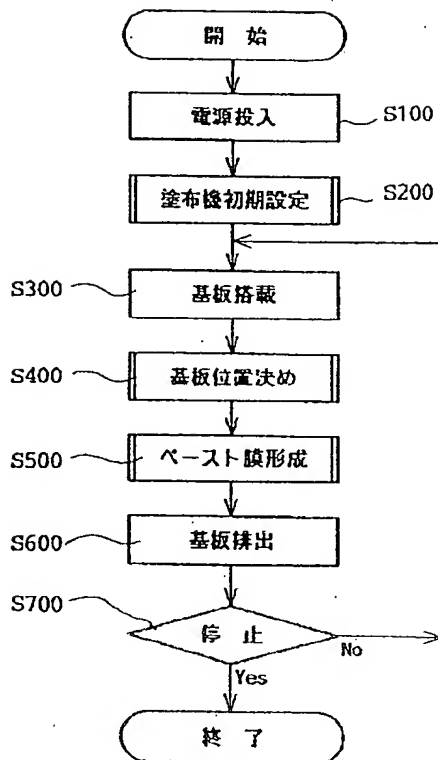 開始
電源投入 S100
塗布機初期設定 S200
S300 基板搭載
S400 基板位置決め
S500 ペースト膜形成
S600 基板排出
S700
停止
No
Yes
終了